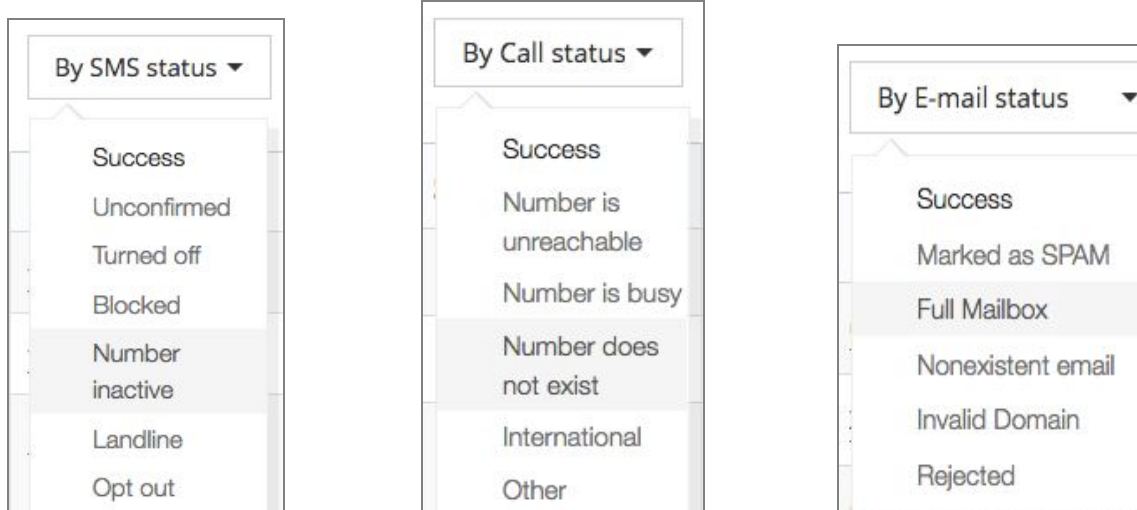 By SMS status
Success
Unconfirmed
Turned off
Blocked
Number
inactive
Landline
Opt out
By Call status
Success
Number is
unreachable
Number is busy
Number does
not exist
International
Other
By E-mail status
Success
Marked as SPAM
Full Mailbox
Nonexistent email
Invalid Domain
Rejected